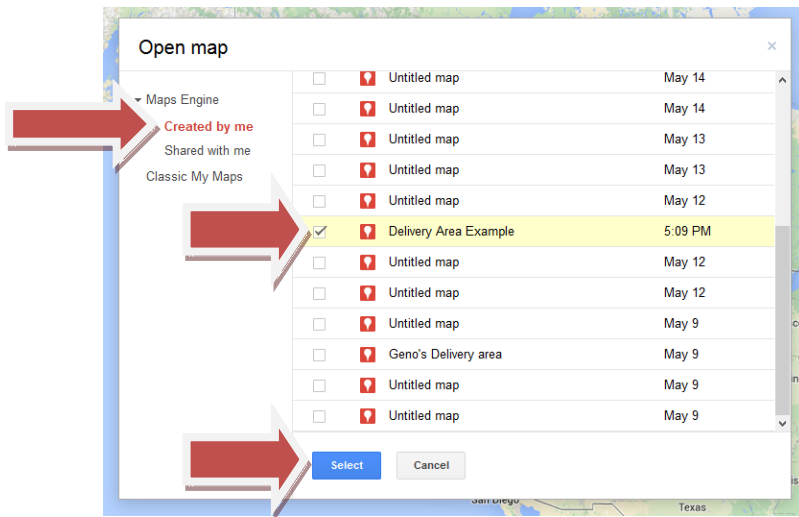 Open map
×
Maps Engine
Created by me
Shared with me
Classic My Maps
Untitled map May 14
Untitled map May 14
Untitled map May 13
Untitled map May 13
Untitled map May 12
Delivery Area Example 5:09 PM
Untitled map May 12
Untitled map May 12
Untitled map May 9
Geno's Delivery area May 9
Untitled map May 9
Untitled map May 9
Select Cancel
San Diego
Texas